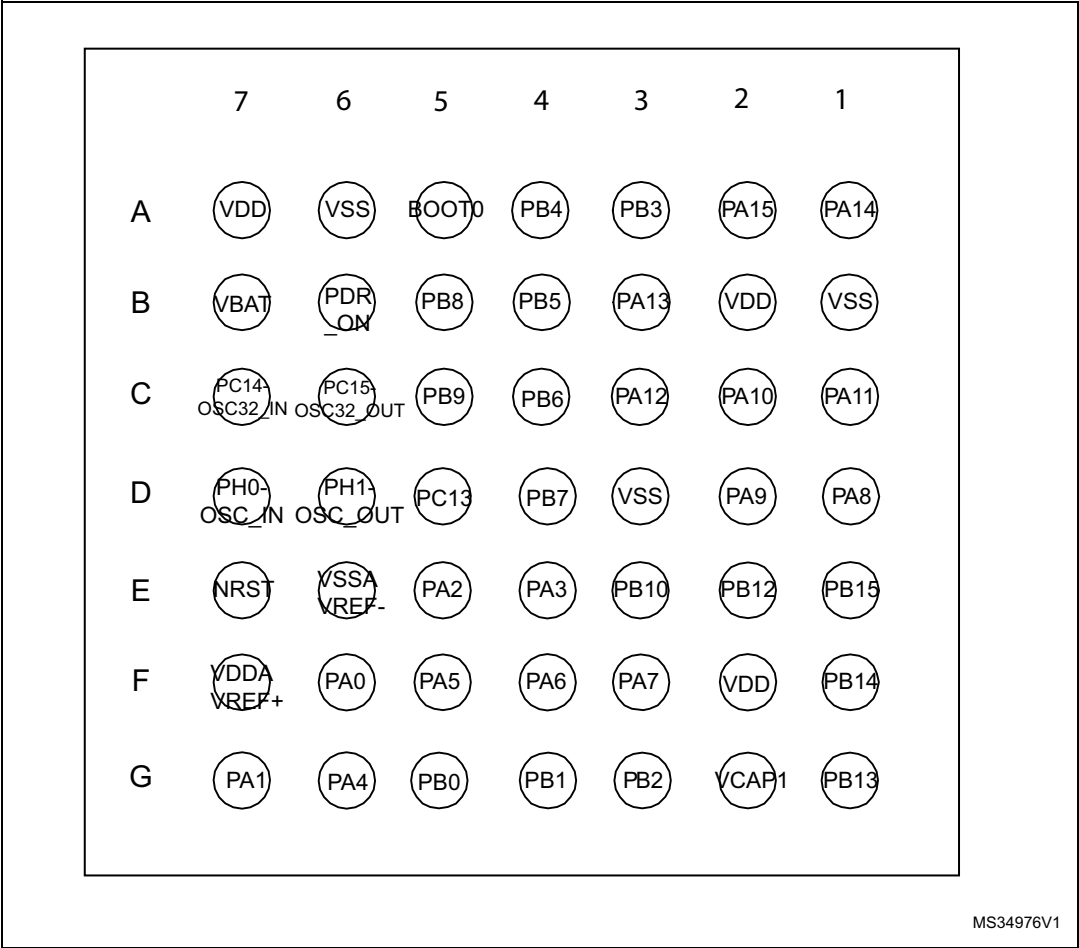 7 6 5 4 3 2 1
A VDD VSS BOOT0 PB4 PB3 PA15 PA14
B VBAT PDR _ON PB8 PB5 PA13 VDD VSS
C PC14- OSC32_IN PC15- OSC32_OUT PB9 PB6 PA12 PA10 PA11
D PH0- OSC_IN PH1- OSC_OUT PC13 PB7 VSS PA9 PA8
E NRST VSSA VREF- PA2 PA3 PB10 PB12 PB15
F VDDA VREF+ PA0 PA5 PA6 PA7 VDD PB14
G PA1 PA4 PB0 PB1 PB2 VCAP1 PB13
MS34976V1